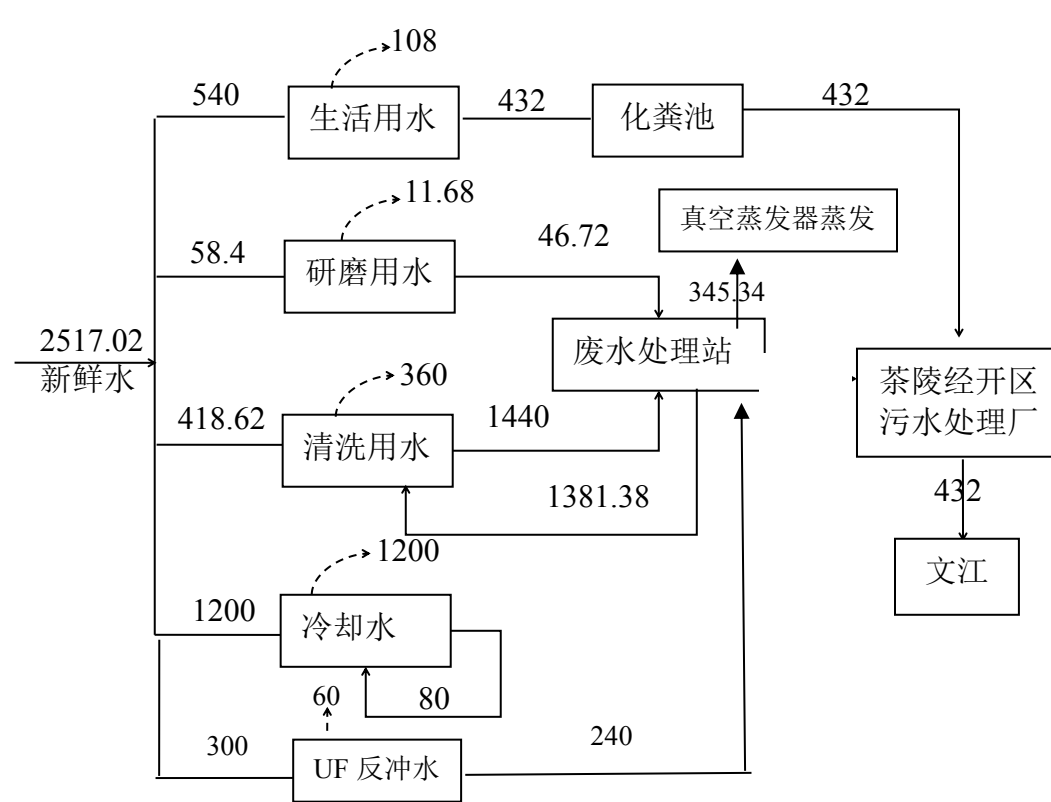 108
540
生活用水
432
化粪池
432
11.68
58.4
研磨用水
46.72
真空蒸发器蒸发
345.34
2517.02
新鲜水
废水处理站
茶陵经开区
污水处理厂
360
418.62
清洗用水
1440
1381.38
432
文江
1200
1200
冷却水
80
60
300
UF 反冲水
240